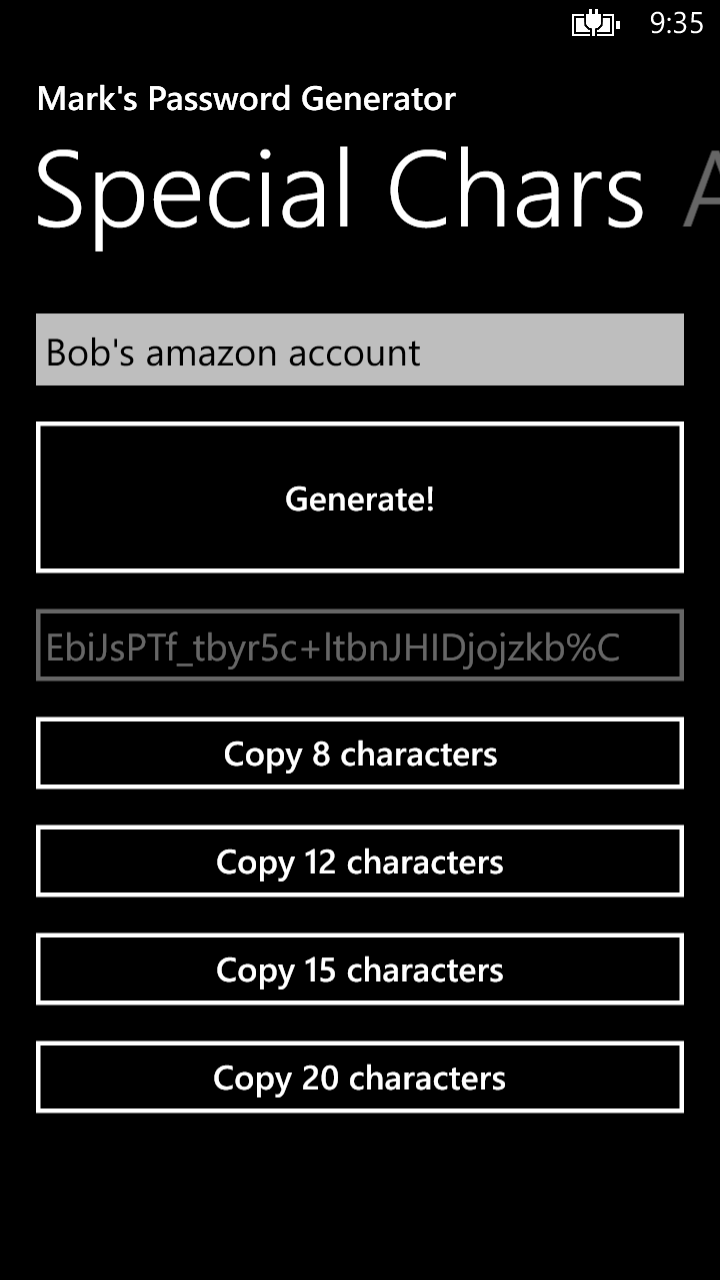 9:35
Mark's Password Generator
Special Chars A
Bob's amazon account
Generate!
EbiJsPTf_tbyr5c+ltbnJHIDjojzkb%C
Copy 8 characters
Copy 12 characters
Copy 15 characters
Copy 20 characters